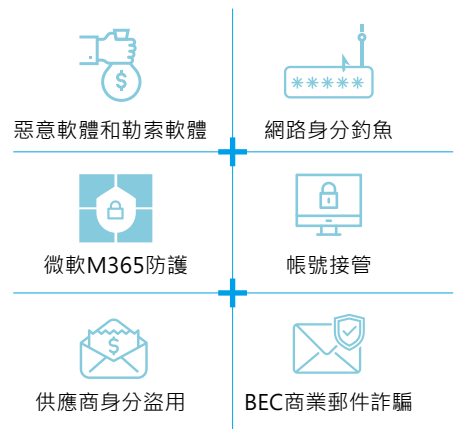 $
*****
惡意軟體和勒索軟體
網路身分釣魚
微軟M365防護
帳號接管
$
供應商身分盜用
BEC商業郵件詐騙